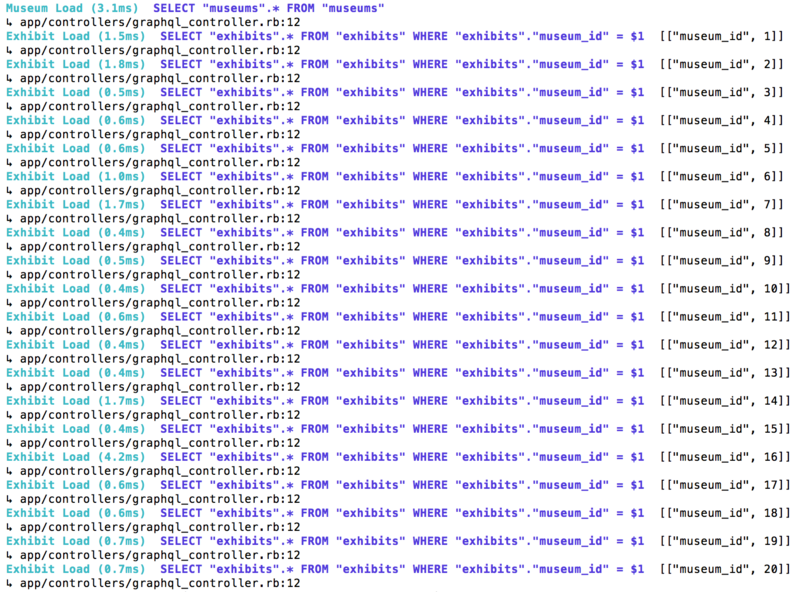 Museum Load (3.1ms)  SELECT "museums".* FROM "museums"
↳ app/controllers/graphql_controller.rb:12
Exhibit Load (1.5ms)  SELECT "exhibits".* FROM "exhibits" WHERE "exhibits"."museum_id" = $1  [["museum_id", 1]]
↳ app/controllers/graphql_controller.rb:12
Exhibit Load (1.8ms)  SELECT "exhibits".* FROM "exhibits" WHERE "exhibits"."museum_id" = $1  [["museum_id", 2]]
↳ app/controllers/graphql_controller.rb:12
Exhibit Load (0.5ms)  SELECT "exhibits".* FROM "exhibits" WHERE "exhibits"."museum_id" = $1  [["museum_id", 3]]
↳ app/controllers/graphql_controller.rb:12
Exhibit Load (0.6ms)  SELECT "exhibits".* FROM "exhibits" WHERE "exhibits"."museum_id" = $1  [["museum_id", 4]]
↳ app/controllers/graphql_controller.rb:12
Exhibit Load (0.6ms)  SELECT "exhibits".* FROM "exhibits" WHERE "exhibits"."museum_id" = $1  [["museum_id", 5]]
↳ app/controllers/graphql_controller.rb:12
Exhibit Load (1.0ms)  SELECT "exhibits".* FROM "exhibits" WHERE "exhibits"."museum_id" = $1  [["museum_id", 6]]
↳ app/controllers/graphql_controller.rb:12
Exhibit Load (1.7ms)  SELECT "exhibits".* FROM "exhibits" WHERE "exhibits"."museum_id" = $1  [["museum_id", 7]]
↳ app/controllers/graphql_controller.rb:12
Exhibit Load (0.4ms)  SELECT "exhibits".* FROM "exhibits" WHERE "exhibits"."museum_id" = $1  [["museum_id", 8]]
↳ app/controllers/graphql_controller.rb:12
Exhibit Load (0.5ms)  SELECT "exhibits".* FROM "exhibits" WHERE "exhibits"."museum_id" = $1  [["museum_id", 9]]
↳ app/controllers/graphql_controller.rb:12
Exhibit Load (0.4ms)  SELECT "exhibits".* FROM "exhibits" WHERE "exhibits"."museum_id" = $1  [["museum_id", 10]]
↳ app/controllers/graphql_controller.rb:12
Exhibit Load (0.6ms)  SELECT "exhibits".* FROM "exhibits" WHERE "exhibits"."museum_id" = $1  [["museum_id", 11]]
↳ app/controllers/graphql_controller.rb:12
Exhibit Load (0.4ms)  SELECT "exhibits".* FROM "exhibits" WHERE "exhibits"."museum_id" = $1  [["museum_id", 12]]
↳ app/controllers/graphql_controller.rb:12
Exhibit Load (0.4ms)  SELECT "exhibits".* FROM "exhibits" WHERE "exhibits"."museum_id" = $1  [["museum_id", 13]]
↳ app/controllers/graphql_controller.rb:12
Exhibit Load (1.7ms)  SELECT "exhibits".* FROM "exhibits" WHERE "exhibits"."museum_id" = $1  [["museum_id", 14]]
↳ app/controllers/graphql_controller.rb:12
Exhibit Load (0.4ms)  SELECT "exhibits".* FROM "exhibits" WHERE "exhibits"."museum_id" = $1  [["museum_id", 15]]
↳ app/controllers/graphql_controller.rb:12
Exhibit Load (4.2ms)  SELECT "exhibits".* FROM "exhibits" WHERE "exhibits"."museum_id" = $1  [["museum_id", 16]]
↳ app/controllers/graphql_controller.rb:12
Exhibit Load (0.6ms)  SELECT "exhibits".* FROM "exhibits" WHERE "exhibits"."museum_id" = $1  [["museum_id", 17]]
↳ app/controllers/graphql_controller.rb:12
Exhibit Load (0.6ms)  SELECT "exhibits".* FROM "exhibits" WHERE "exhibits"."museum_id" = $1  [["museum_id", 18]]
↳ app/controllers/graphql_controller.rb:12
Exhibit Load (0.7ms)  SELECT "exhibits".* FROM "exhibits" WHERE "exhibits"."museum_id" = $1  [["museum_id", 19]]
↳ app/controllers/graphql_controller.rb:12
Exhibit Load (0.7ms)  SELECT "exhibits".* FROM "exhibits" WHERE "exhibits"."museum_id" = $1  [["museum_id", 20]]
↳ app/controllers/graphql_controller.rb:12